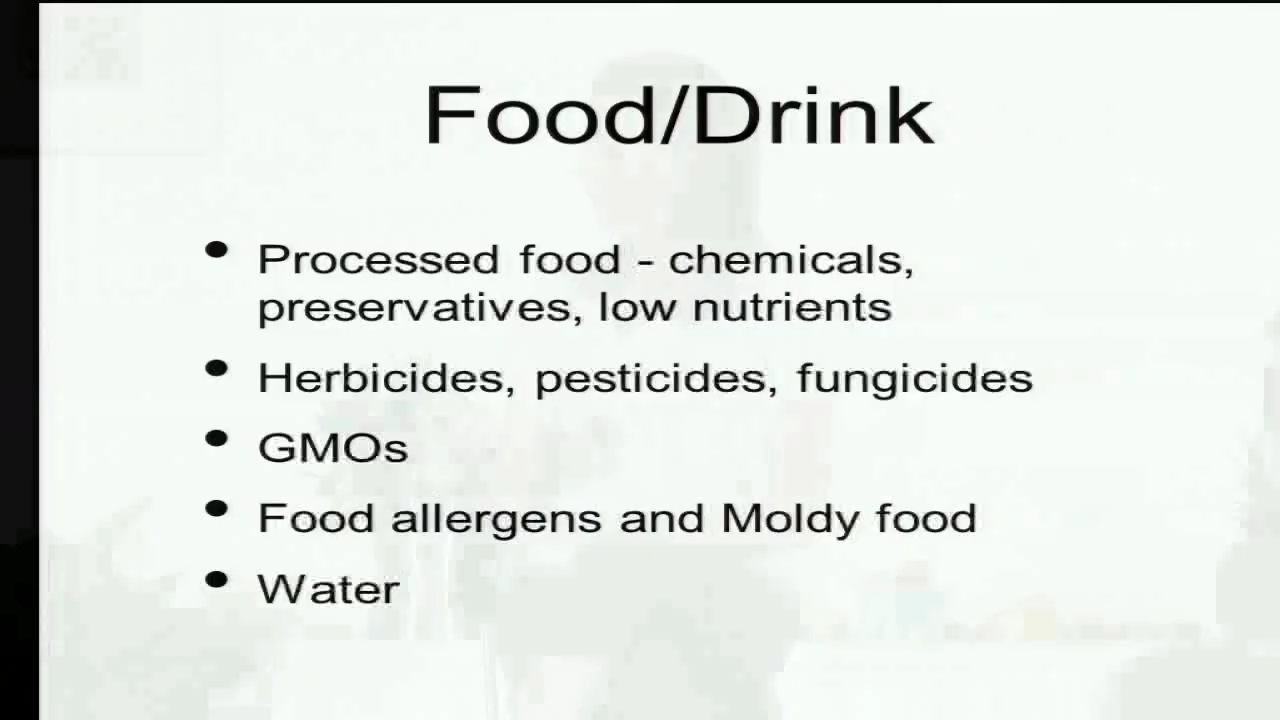 Food/Drink
• Processed food - chemicals,
preservatives, low nutrients
• Herbicides, pesticides, fungicides
• GMOs
• Food allergens and Moldy food
• Water